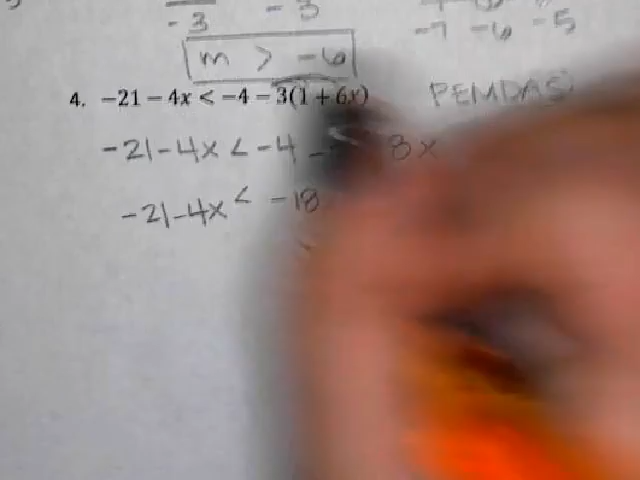 -3 -3
-7 -6 -5
m > -6
4. −21 − 4x < −4 − 3(1 + 6x) PEMDAS
-21-4x < -4 - 8x
-21-4x < -18